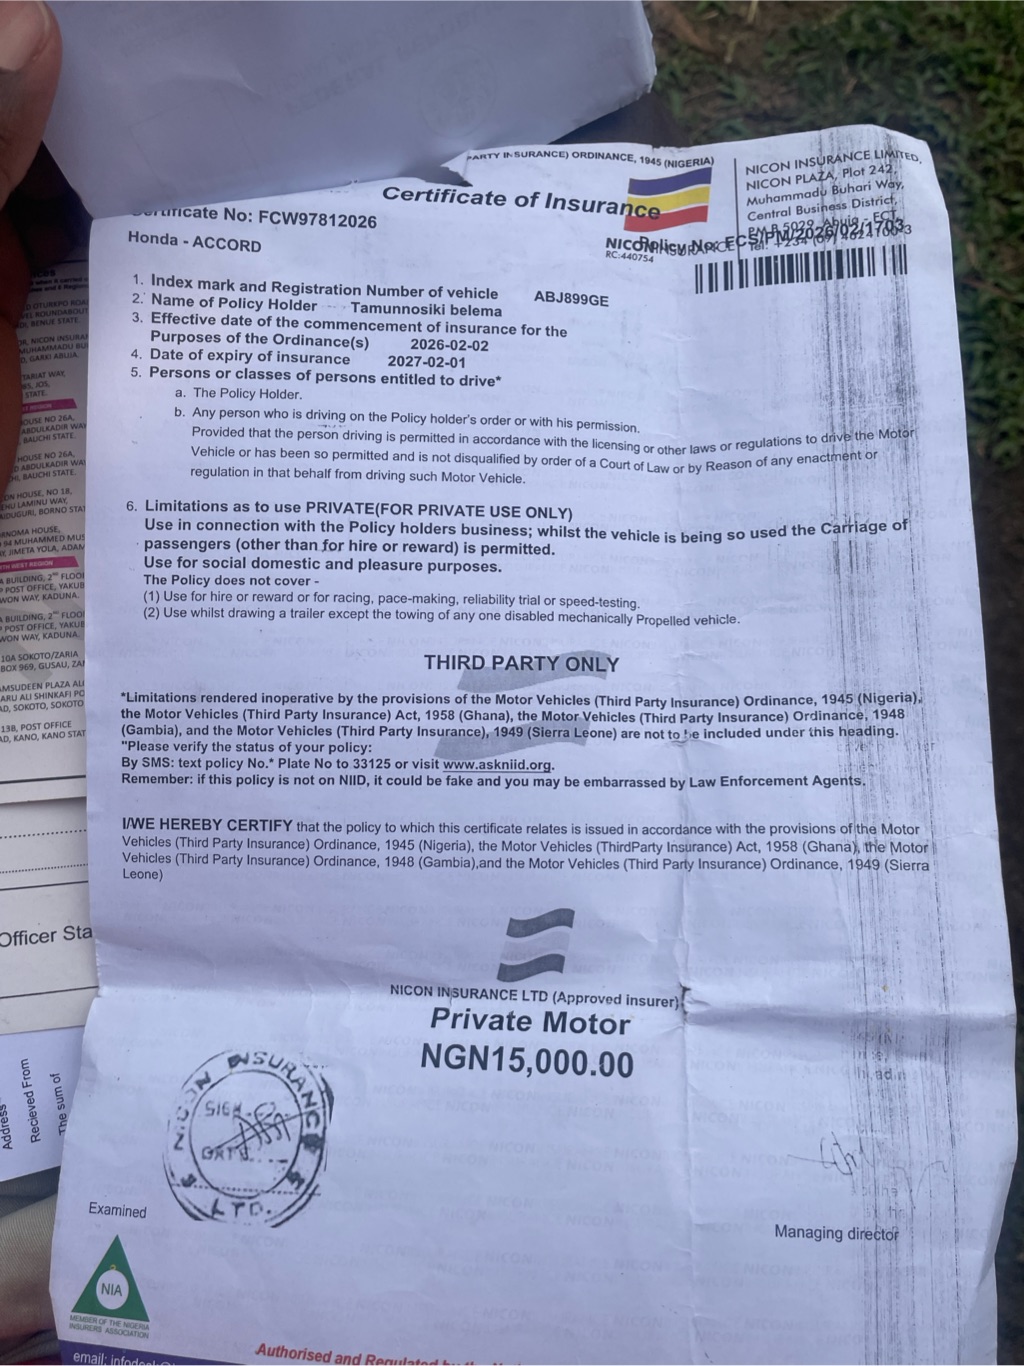 PARTY INSURANCE) ORDINANCE, 1945 (NIGERIA)
Certificate of Insurance
NICON INSURANCE LIMITED,
NICON PLAZA, Plot 242,
Muhammadu Buhari Way,
Central Business District,
Certificate No: FCW97812026
Policy No:
RC:440754
Honda - ACCORD
1. Index mark and Registration Number of vehicle ABJ899GE
2. Name of Policy Holder Tamunnosiki belema
3. Effective date of the commencement of insurance for the
Purposes of the Ordinance(s) 2026-02-02
4. Date of expiry of insurance 2027-02-01
5. Persons or classes of persons entitled to drive*
a. The Policy Holder.
b. Any person who is driving on the Policy holder's order or with his permission.
Provided that the person driving is permitted in accordance with the licensing or other laws or regulations to drive the Motor
Vehicle or has been so permitted and is not disqualified by order of a Court of Law or by Reason of any enactment or
regulation in that behalf from driving such Motor Vehicle.
6. Limitations as to use PRIVATE(FOR PRIVATE USE ONLY)
Use in connection with the Policy holders business; whilst the vehicle is being so used the Carriage of
passengers (other than for hire or reward) is permitted.
Use for social domestic and pleasure purposes.
The Policy does not cover -
(1) Use for hire or reward or for racing, pace-making, reliability trial or speed-testing.
(2) Use whilst drawing a trailer except the towing of any one disabled mechanically Propelled vehicle.
THIRD PARTY ONLY
*Limitations rendered inoperative by the provisions of the Motor Vehicles (Third Party Insurance) Ordinance, 1945 (Nigeria),
the Motor Vehicles (Third Party Insurance) Act, 1958 (Ghana), the Motor Vehicles (Third Party Insurance) Ordinance, 1948
(Gambia), and the Motor Vehicles (Third Party Insurance), 1949 (Sierra Leone) are not to be included under this heading.
"Please verify the status of your policy:
By SMS: text policy No.* Plate No to 33125 or visit www.askniid.org.
Remember: if this policy is not on NIID, it could be fake and you may be embarrassed by Law Enforcement Agents.
I/WE HEREBY CERTIFY that the policy to which this certificate relates is issued in accordance with the provisions of the Motor
Vehicles (Third Party Insurance) Ordinance, 1945 (Nigeria), the Motor Vehicles (ThirdParty Insurance) Act, 1958 (Ghana), the Motor
Vehicles (Third Party Insurance) Ordinance, 1948 (Gambia),and the Motor Vehicles (Third Party Insurance) Ordinance, 1949 (Sierra
Leone)
NICON INSURANCE LTD (Approved insurer)
Private Motor
NGN15,000.00
NICON INSURANCE
SIGN
DATE
LTD.
Examined
Managing director
NIA
MEMBER OF THE NIGERIA
INSURERS ASSOCIATION
Authorised and
email:
Officer Sta
Address
Recieved From
The sum of